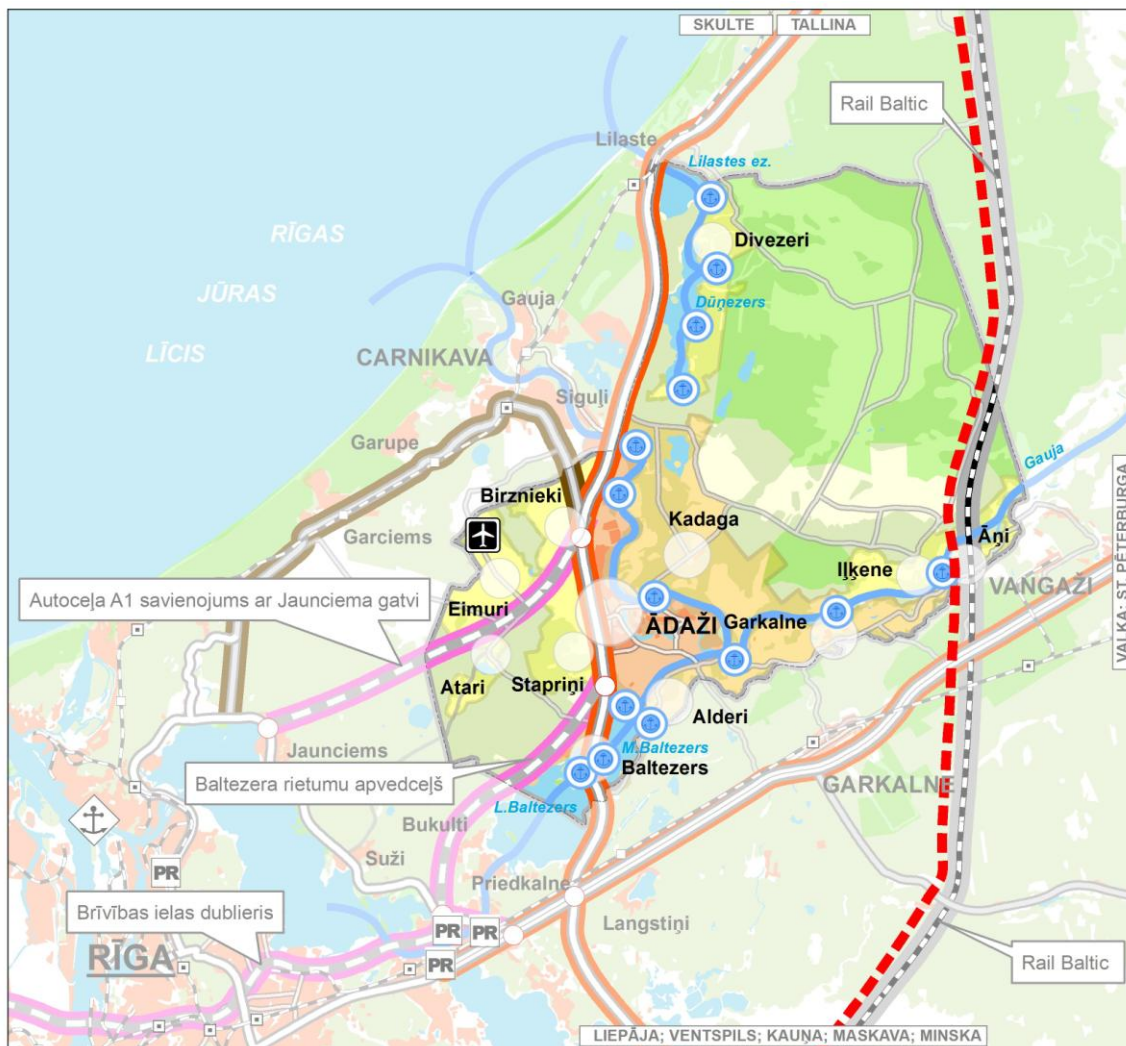 SKULTE TALLINA
Rail Baltic
Lilaste
Lilastes ez.
RĪGAS
JŪRAS
LĪCIS
Divezeri
Gauja
Dūņezers
CARNIKAVA
Siguļi
Garupe
Gauja
Birznieki
Garciems
Kadaga
Āņi
Iļķene
VANGAŽI
VALKA; ST. PĒTERBURGA
Autoceļa A1 savienojums ar Jaunciema gatvi
Eimuri
ĀDAŽI
Garkalne
Atari
Stapriņi
Alderi
Jaunciems
M.Baltezers
Baltezers
Baltezera rietumu apvedceļš
L.Baltezers
GARKALNE
Bukulti
Suži
PR
Priedkalne
Brīvības ielas dublieris
Langstiņi
PR
PR
PR
RĪGA
Rail Baltic
LIEPĀJA; VENTSPILS; KAUŅA; MASKAVA; MINSKA